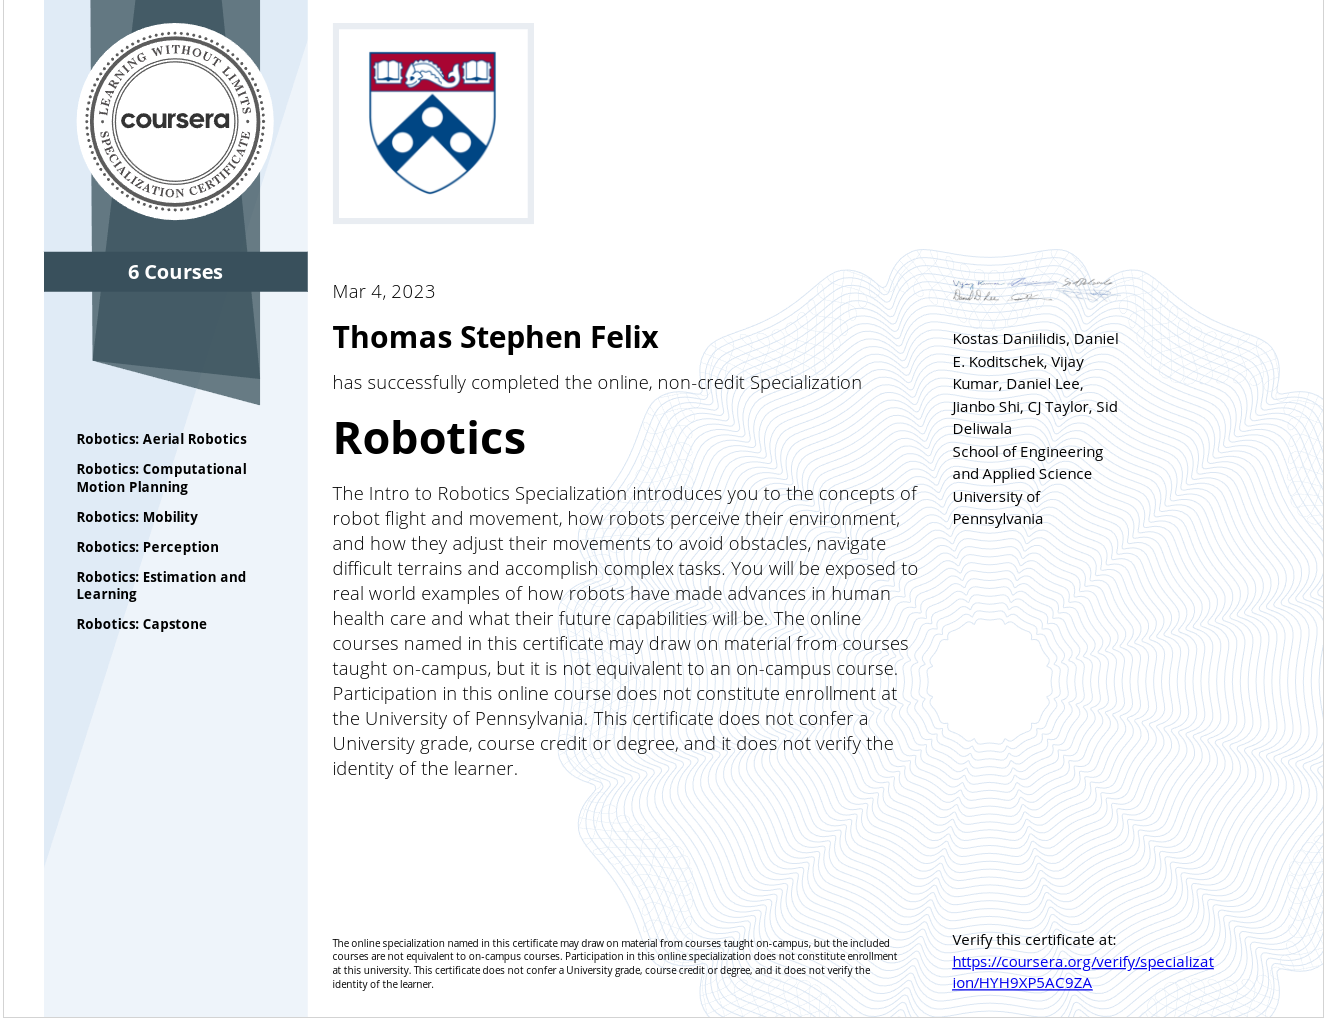 LEARNING WITHOUT LIMITS
coursera
SPECIALIZATION CERTIFICATE
6 Courses
Robotics: Aerial Robotics
Robotics: Computational
Motion Planning
Robotics: Mobility
Robotics: Perception
Robotics: Estimation and
Learning
Robotics: Capstone
Mar 4, 2023
Thomas Stephen Felix
has successfully completed the online, non-credit Specialization
Robotics
The Intro to Robotics Specialization introduces you to the concepts of
robot flight and movement, how robots perceive their environment,
and how they adjust their movements to avoid obstacles, navigate
difficult terrains and accomplish complex tasks. You will be exposed to
real world examples of how robots have made advances in human
health care and what their future capabilities will be. The online
courses named in this certificate may draw on material from courses
taught on-campus, but it is not equivalent to an on-campus course.
Participation in this online course does not constitute enrollment at
the University of Pennsylvania. This certificate does not confer a
University grade, course credit or degree, and it does not verify the
identity of the learner.
The online specialization named in this certificate may draw on material from courses taught on-campus, but the included
courses are not equivalent to on-campus courses. Participation in this online specialization does not constitute enrollment
at this university. This certificate does not confer a University grade, course credit or degree, and it does not verify the
identity of the learner.
Kostas Daniilidis, Daniel
E. Koditschek, Vijay
Kumar, Daniel Lee,
Jianbo Shi, CJ Taylor, Sid
Deliwala
School of Engineering
and Applied Science
University of
Pennsylvania
Verify this certificate at:
https://coursera.org/verify/specializat
ion/HYH9XP5AC9ZA